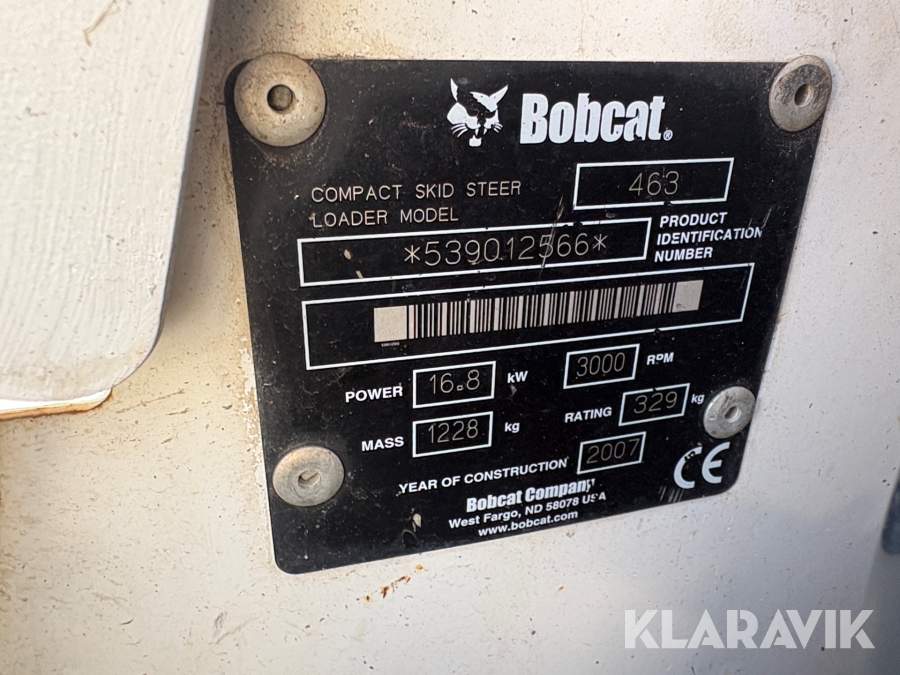 Bobcat®
COMPACT SKID STEER
LOADER MODEL
463
*539012566*
PRODUCT
IDENTIFICATION
NUMBER
POWER 16.8 kW 3000 RPM
MASS 1228 kg RATING 329 kg
YEAR OF CONSTRUCTION 2007
CE
Bobcat Company
West Fargo, ND 58078 USA
www.bobcat.com
KLARAVIK